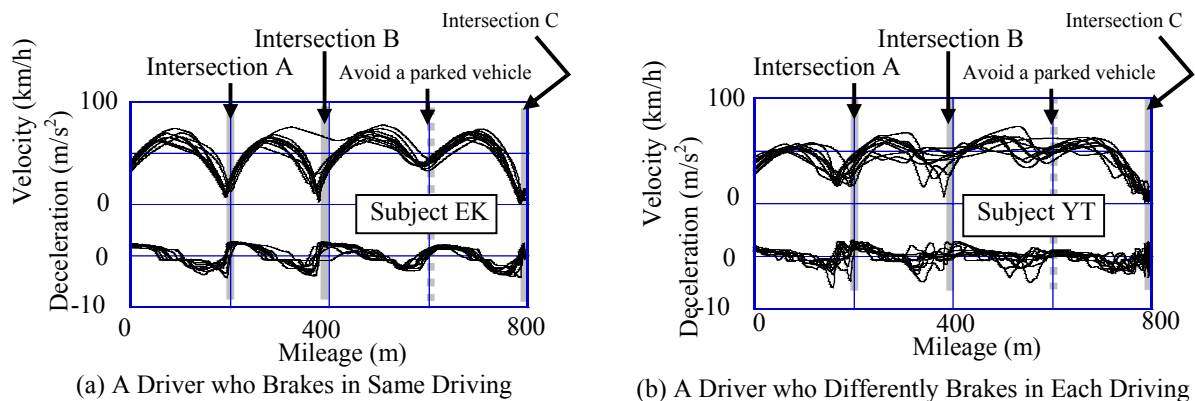 Intersection C
Intersection B
Intersection A
Avoid a parked vehicle
Velocity (km/h)
Deceleration (m/s²)
100
0
0
-10
Subject EK
0
400
800
Mileage (m)
(a) A Driver who Brakes in Same Driving
Intersection C
Intersection B
Intersection A
Avoid a parked vehicle
Velocity (km/h)
Deceleration (m/s²)
100
0
0
-10
Subject YT
0
400
800
Mileage (m)
(b) A Driver who Differently Brakes in Each Driving